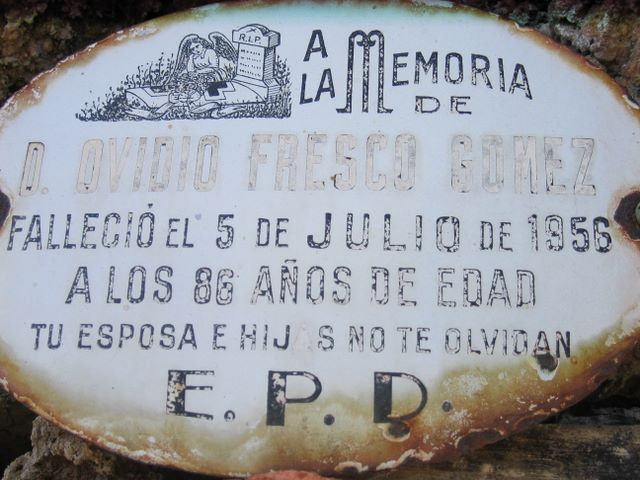 R.I.P
A LA MEMORIA
DE
D. OVIDIO FRESCO GOMEZ
FALLECIÓ EL 5 DE JULIO DE 1956
A LOS 86 AÑOS DE EDAD
TU ESPOSA E HIJAS NO TE OLVIDAN
E.P.D.